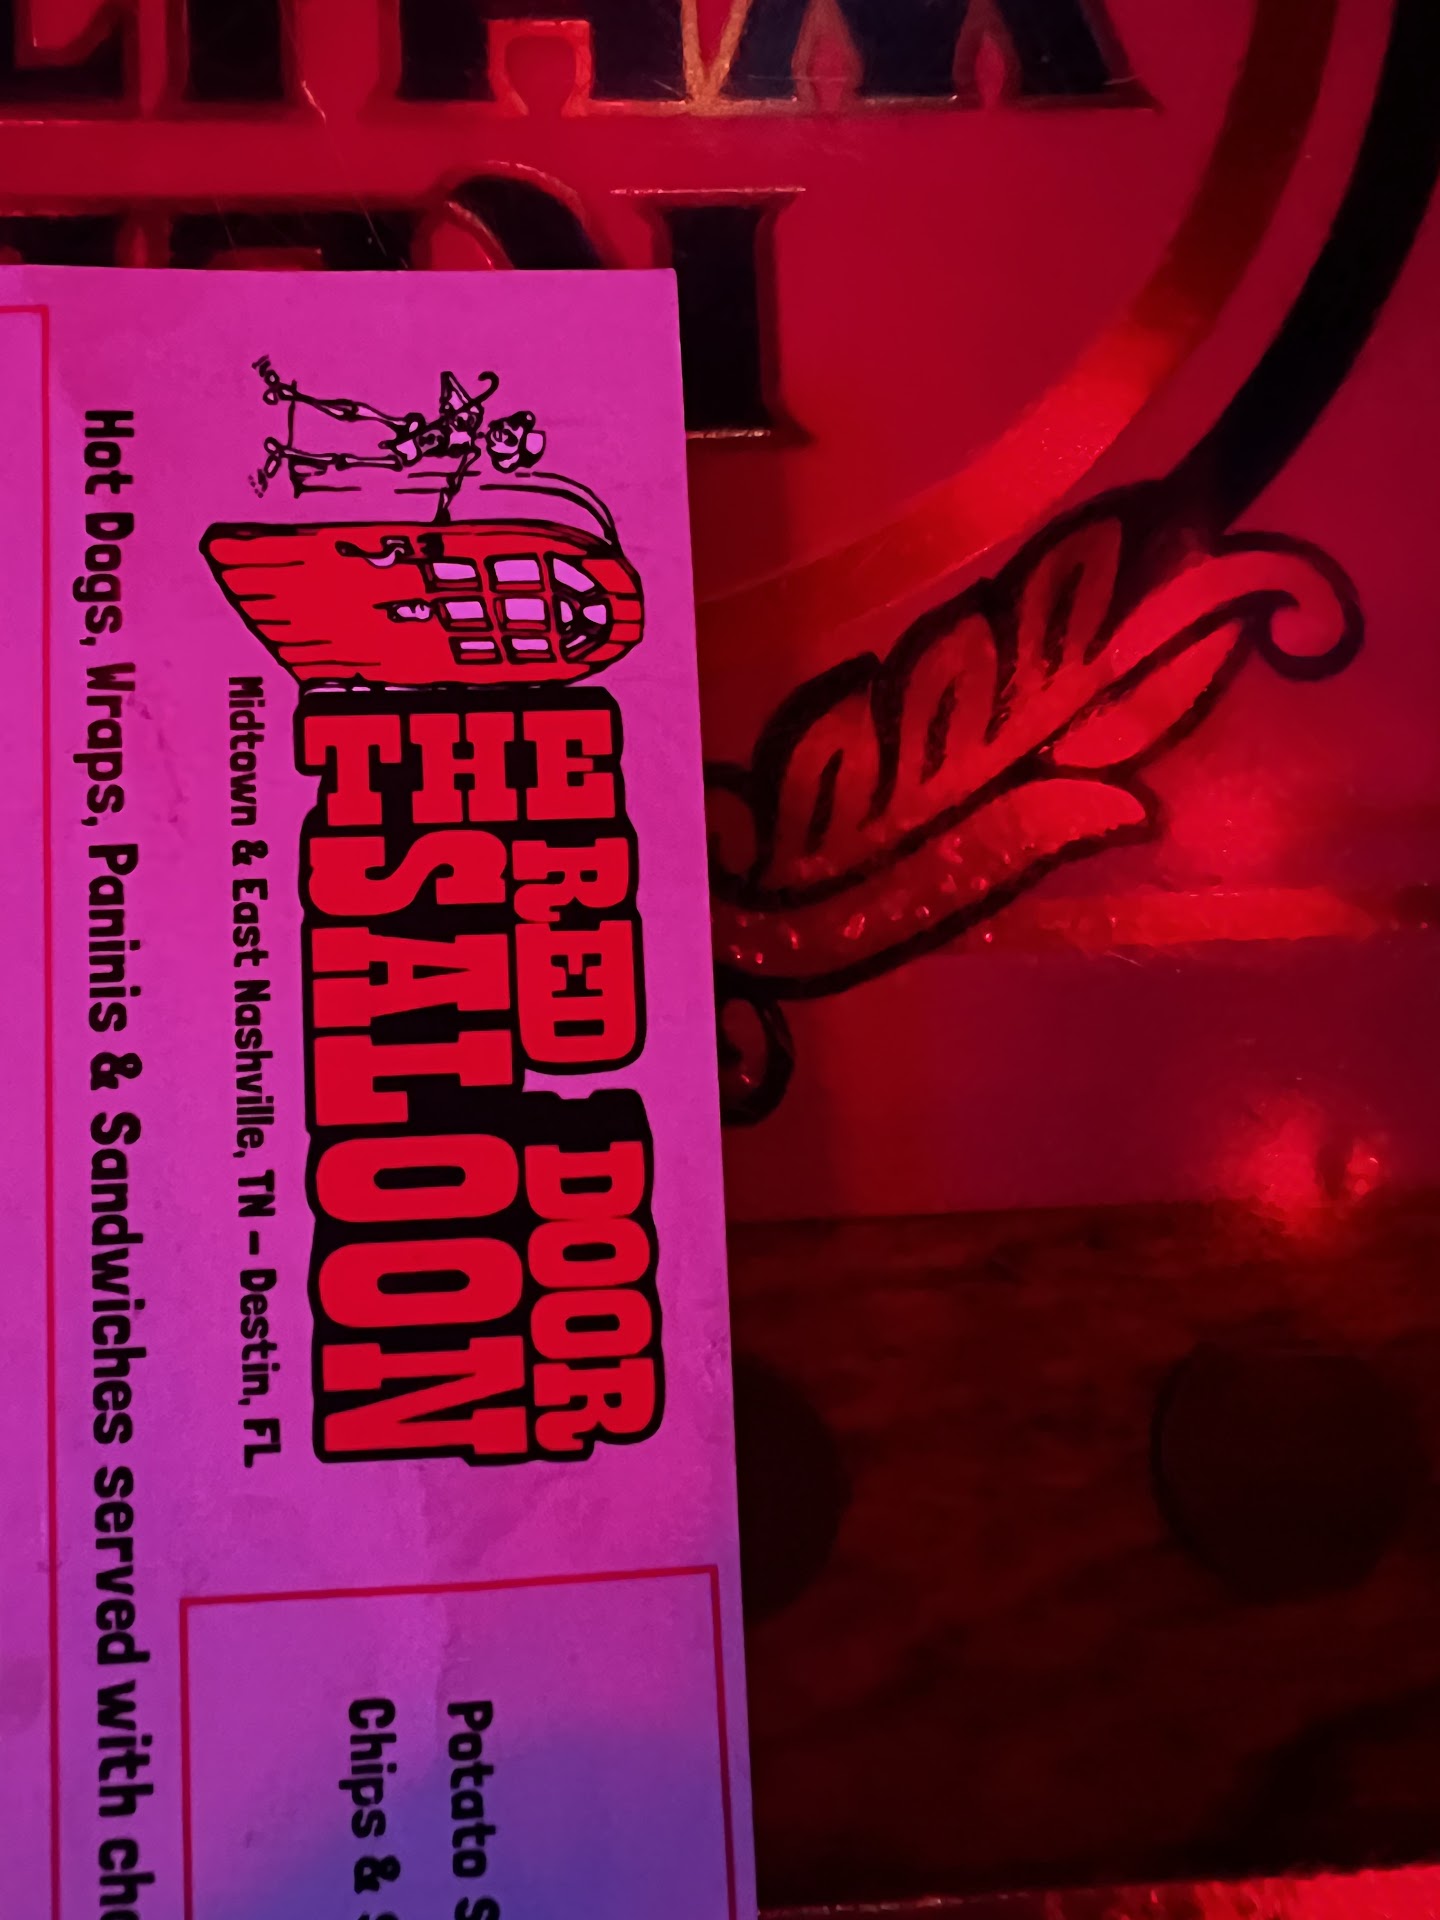 THE RED DOOR
SALOON
Midtown & East Nashville, TN – Destin, FL
Hot Dogs, Wraps, Paninis & Sandwiches served with
Potato
Chips &